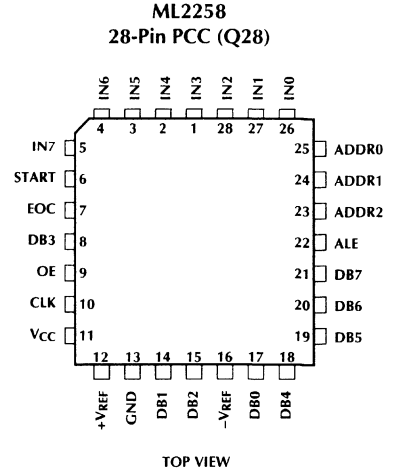 ML2258
28-Pin PCC (Q28)
IN6 IN5 IN4 IN3 IN2 IN1 IN0
4 3 2 1 28 27 26
IN7 5 25 ADDR0
START 6 24 ADDR1
EOC 7 23 ADDR2
DB3 8 22 ALE
OE 9 21 DB7
CLK 10 20 DB6
VCC 11 19 DB5
12 13 14 15 16 17 18
+VREF GND DB1 DB2 −VREF DB0 DB4
TOP VIEW